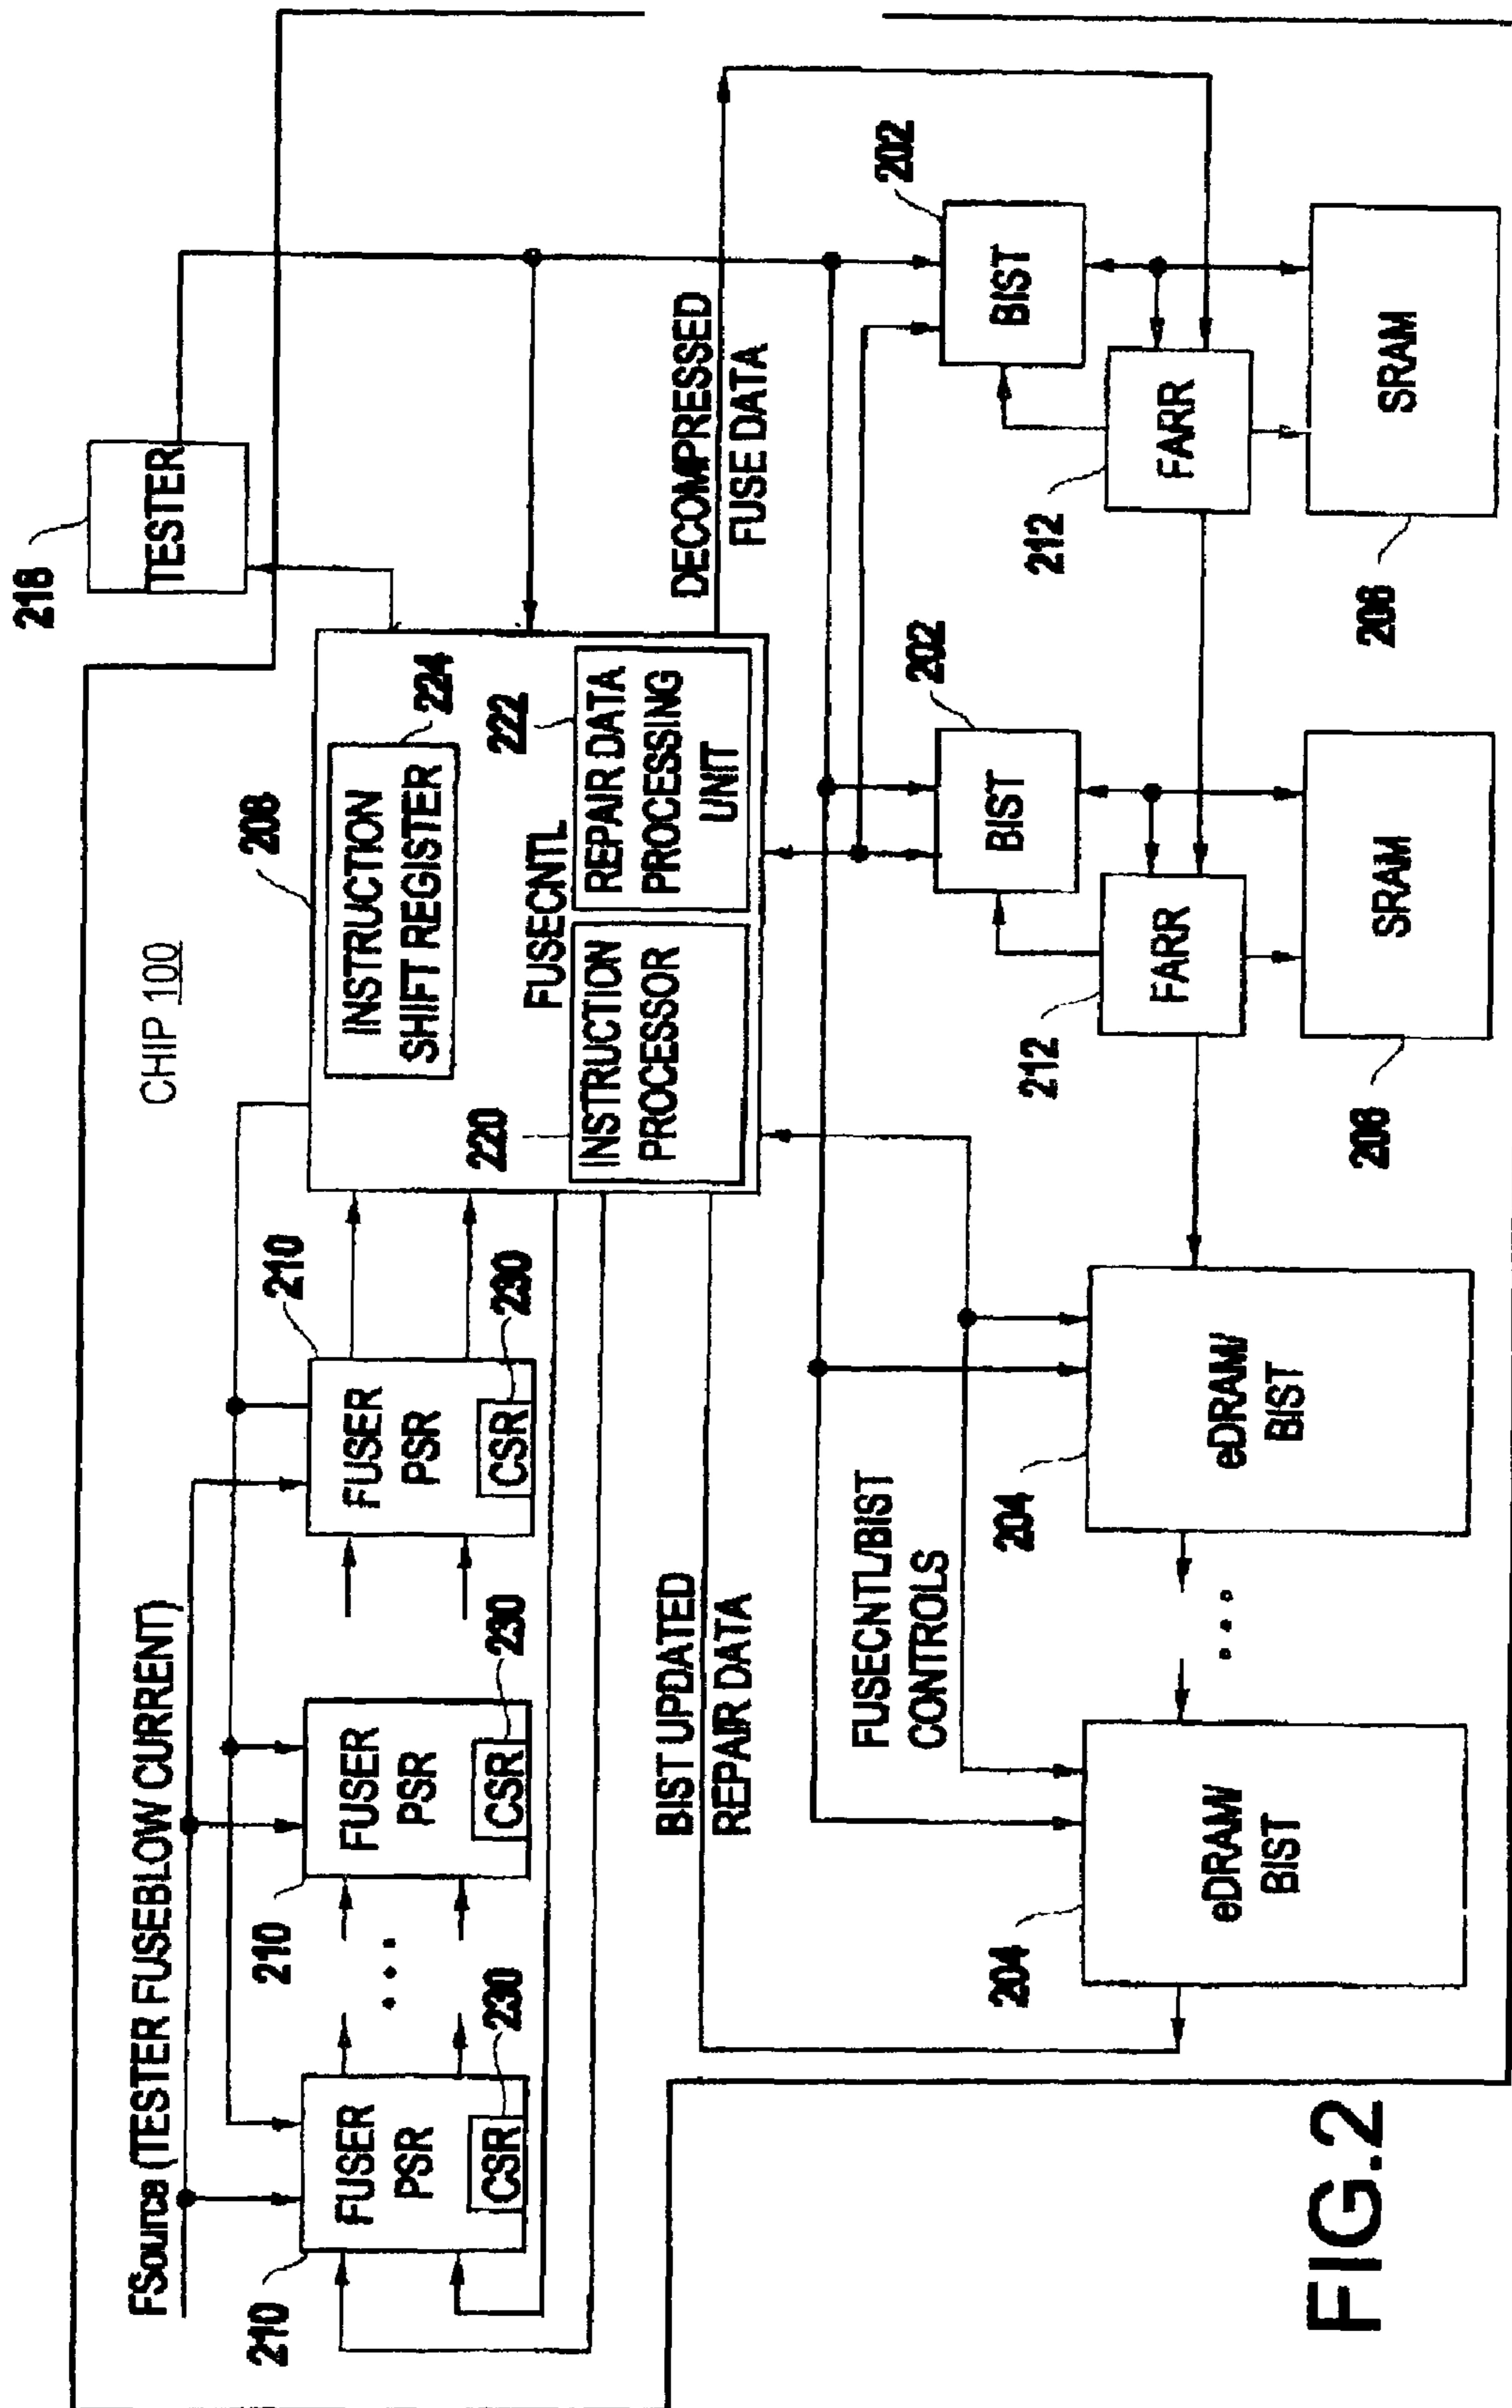 CHIP 100
218
TESTER
FSource (TESTER FUSEBLOW CURRENT)
208
INSTRUCTION
SHIFT REGISTER
224
210
FUSER
PSR
CSR
230
210
FUSER
PSR
CSR
230
210
FUSER
PSR
CSR
230
FUSECNTL
220
INSTRUCTION
PROCESSOR
222
REPAIR DATA
PROCESSING
UNIT
BIST UPDATED
REPAIR DATA
DECOMPRESSED
FUSE DATA
FUSECNTL/BIST
CONTROLS
204
eDRAM/
BIST
204
eDRAM/
BIST
202
BIST
202
BIST
212
FARR
212
FARR
206
SRAM
206
SRAM
FIG.2